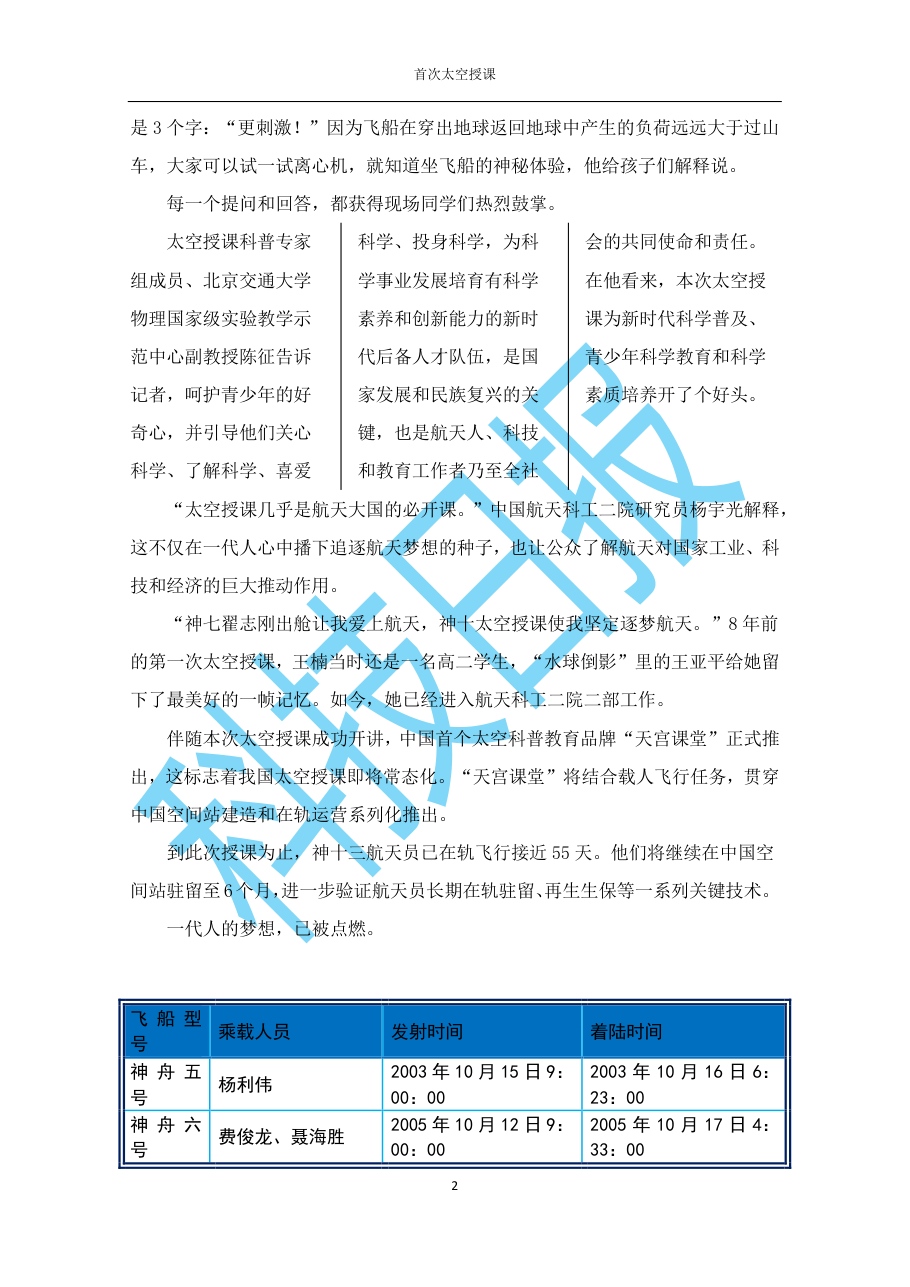 首次太空授课
是3个字：“更刺激！”因为飞船在穿出地球返回地球中产生的负荷远远大于过山
车，大家可以试一试离心机，就知道坐飞船的神秘体验，他给孩子们解释说。
每一个提问和回答，都获得现场同学们热烈鼓掌。
太空授课科普专家
组成员、北京交通大学
物理国家级实验教学示
范中心副教授陈征告诉
记者，呵护青少年的好
奇心，并引导他们关心
科学、了解科学、喜爱
科学、投身科学，为科
学事业发展培育有科学
素养和创新能力的新时
代后备人才队伍，是国
家发展和民族复兴的关
键，也是航天人、科技
和教育工作者乃至全社
会的共同使命和责任。
在他看来，本次太空授
课为新时代科学普及、
青少年科学教育和科学
素质培养开了个好头。
“太空授课几乎是航天大国的必开课。”中国航天科工二院研究员杨宇光解释，
这不仅在一代人心中播下追逐航天梦想的种子，也让公众了解航天对国家工业、科
技和经济的巨大推动作用。
“神七翟志刚出舱让我爱上航天，神十太空授课使我坚定逐梦航天。”8年前
的第一次太空授课，王楠当时还是一名高二学生，“水球倒影”里的王亚平给她留
下了最美好的一帧记忆。如今，她已经进入航天科工二院二部工作。
伴随本次太空授课成功开讲，中国首个太空科普教育品牌“天宫课堂”正式推
出，这标志着我国太空授课即将常态化。“天宫课堂”将结合载人飞行任务，贯穿
中国空间站建造和在轨运营系列化推出。
到此次授课为止，神十三航天员已在轨飞行接近55天。他们将继续在中国空
间站驻留至6个月，进一步验证航天员长期在轨驻留、再生生保等一系列关键技术。
一代人的梦想，已被点燃。
科技日报
飞船型
号
乘载人员
发射时间
着陆时间
神舟五
号
杨利伟
2003年10月15日9：
00：00
2003年10月16日6：
23：00
神舟六
号
费俊龙、聂海胜
2005年10月12日9：
00：00
2005年10月17日4：
33：00
2